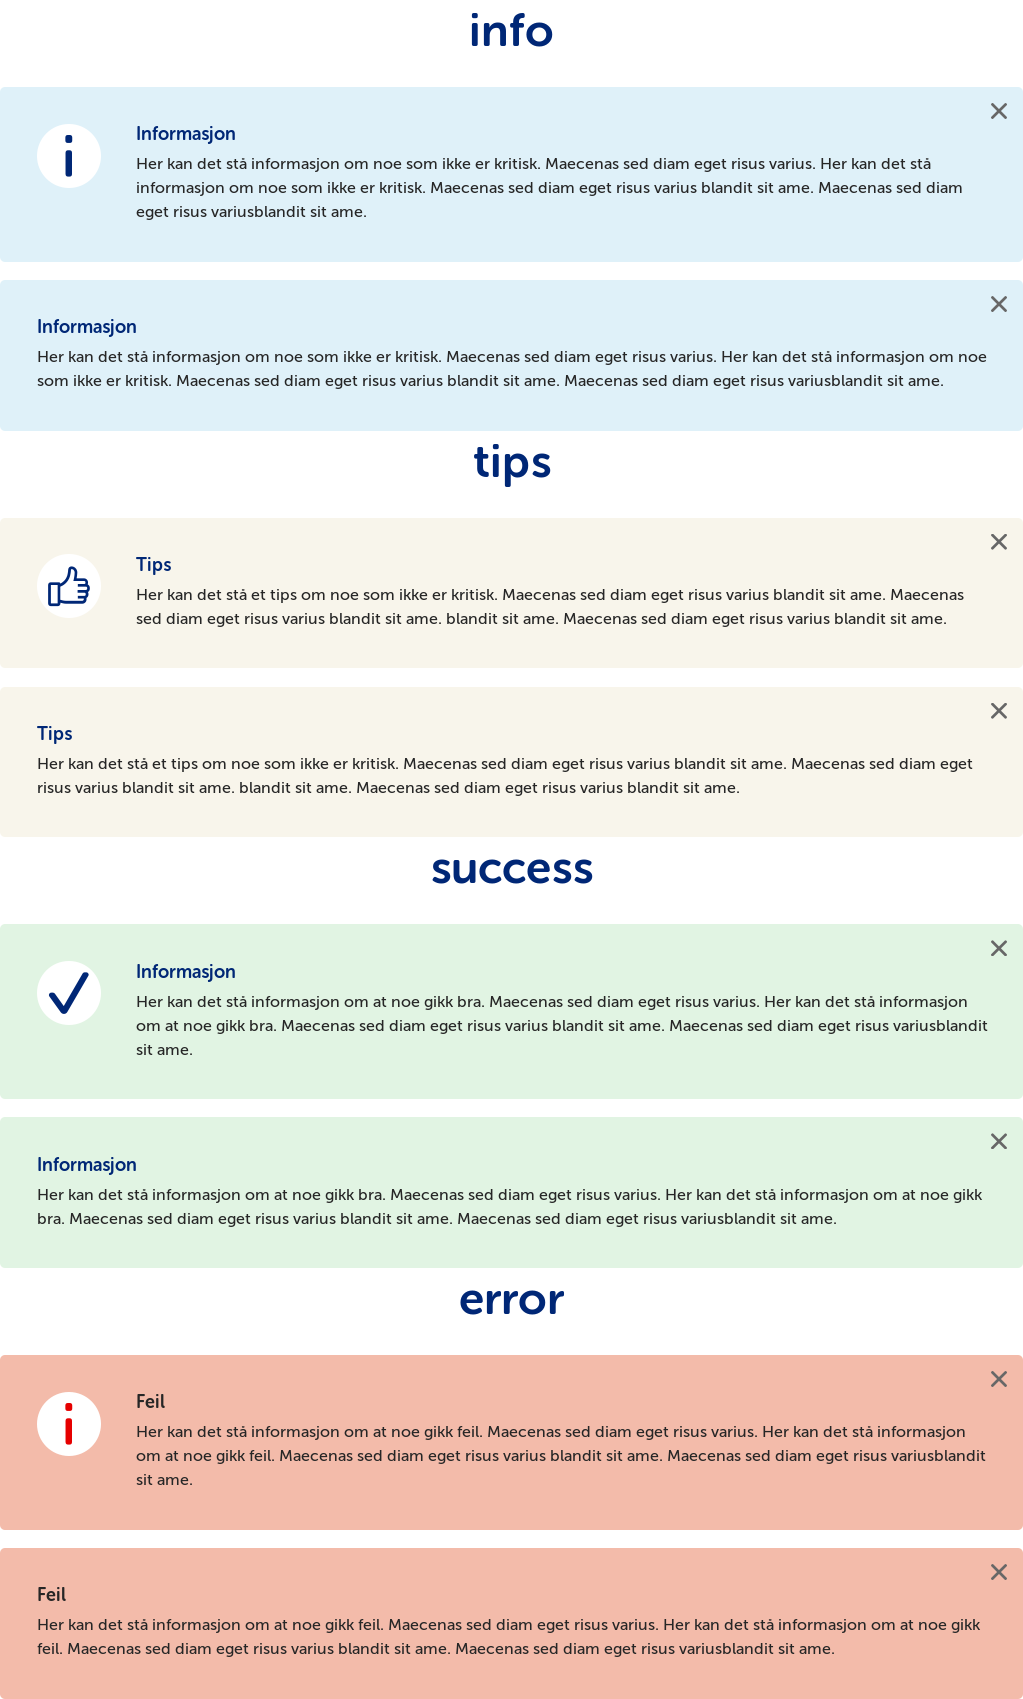 info
Informasjon
Her kan det stå informasjon om noe som ikke er kritisk. Maecenas sed diam eget risus varius. Her kan det stå
informasjon om noe som ikke er kritisk. Maecenas sed diam eget risus varius blandit sit ame. Maecenas sed diam
eget risus variusblandit sit ame.
Informasjon
Her kan det stå informasjon om noe som ikke er kritisk. Maecenas sed diam eget risus varius. Her kan det stå informasjon om noe
som ikke er kritisk. Maecenas sed diam eget risus varius blandit sit ame. Maecenas sed diam eget risus variusblandit sit ame.
tips
Tips
Her kan det stå et tips om noe som ikke er kritisk. Maecenas sed diam eget risus varius blandit sit ame. Maecenas
sed diam eget risus varius blandit sit ame. blandit sit ame. Maecenas sed diam eget risus varius blandit sit ame.
Tips
Her kan det stå et tips om noe som ikke er kritisk. Maecenas sed diam eget risus varius blandit sit ame. Maecenas sed diam eget
risus varius blandit sit ame. blandit sit ame. Maecenas sed diam eget risus varius blandit sit ame.
success
Informasjon
Her kan det stå informasjon om at noe gikk bra. Maecenas sed diam eget risus varius. Her kan det stå informasjon
om at noe gikk bra. Maecenas sed diam eget risus varius blandit sit ame. Maecenas sed diam eget risus variusblandit
sit ame.
Informasjon
Her kan det stå informasjon om at noe gikk bra. Maecenas sed diam eget risus varius. Her kan det stå informasjon om at noe gikk
bra. Maecenas sed diam eget risus varius blandit sit ame. Maecenas sed diam eget risus variusblandit sit ame.
error
Feil
Her kan det stå informasjon om at noe gikk feil. Maecenas sed diam eget risus varius. Her kan det stå informasjon
om at noe gikk feil. Maecenas sed diam eget risus varius blandit sit ame. Maecenas sed diam eget risus variusblandit
sit ame.
Feil
Her kan det stå informasjon om at noe gikk feil. Maecenas sed diam eget risus varius. Her kan det stå informasjon om at noe gikk
feil. Maecenas sed diam eget risus varius blandit sit ame. Maecenas sed diam eget risus variusblandit sit ame.